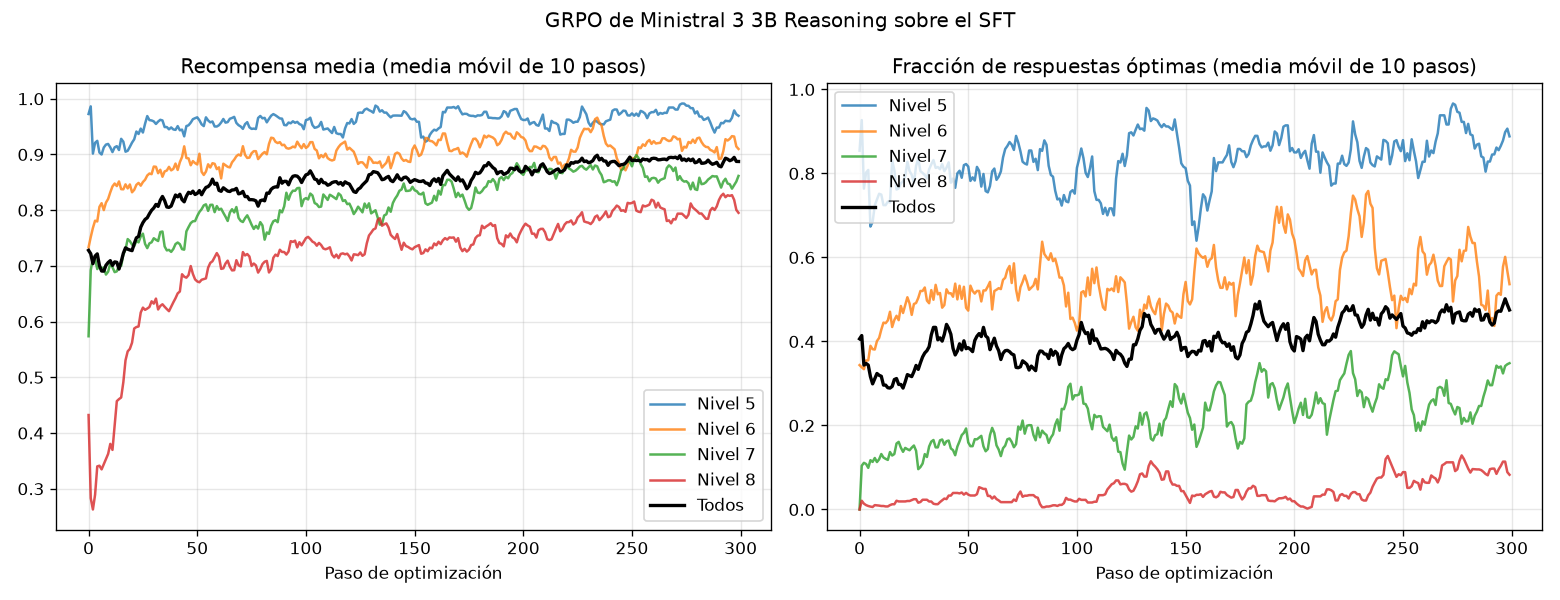 GRPO de Ministral 3 3B Reasoning sobre el SFT
Recompensa media (media móvil de 10 pasos)
1.0
0.9
0.8
0.7
0.6
0.5
0.4
0.3
0
50
100
150
200
250
300
Paso de optimización
Nivel 5
Nivel 6
Nivel 7
Nivel 8
Todos
Fracción de respuestas óptimas (media móvil de 10 pasos)
1.0
0.8
0.6
0.4
0.2
0.0
0
50
100
150
200
250
300
Paso de optimización
Nivel 5
Nivel 6
Nivel 7
Nivel 8
Todos